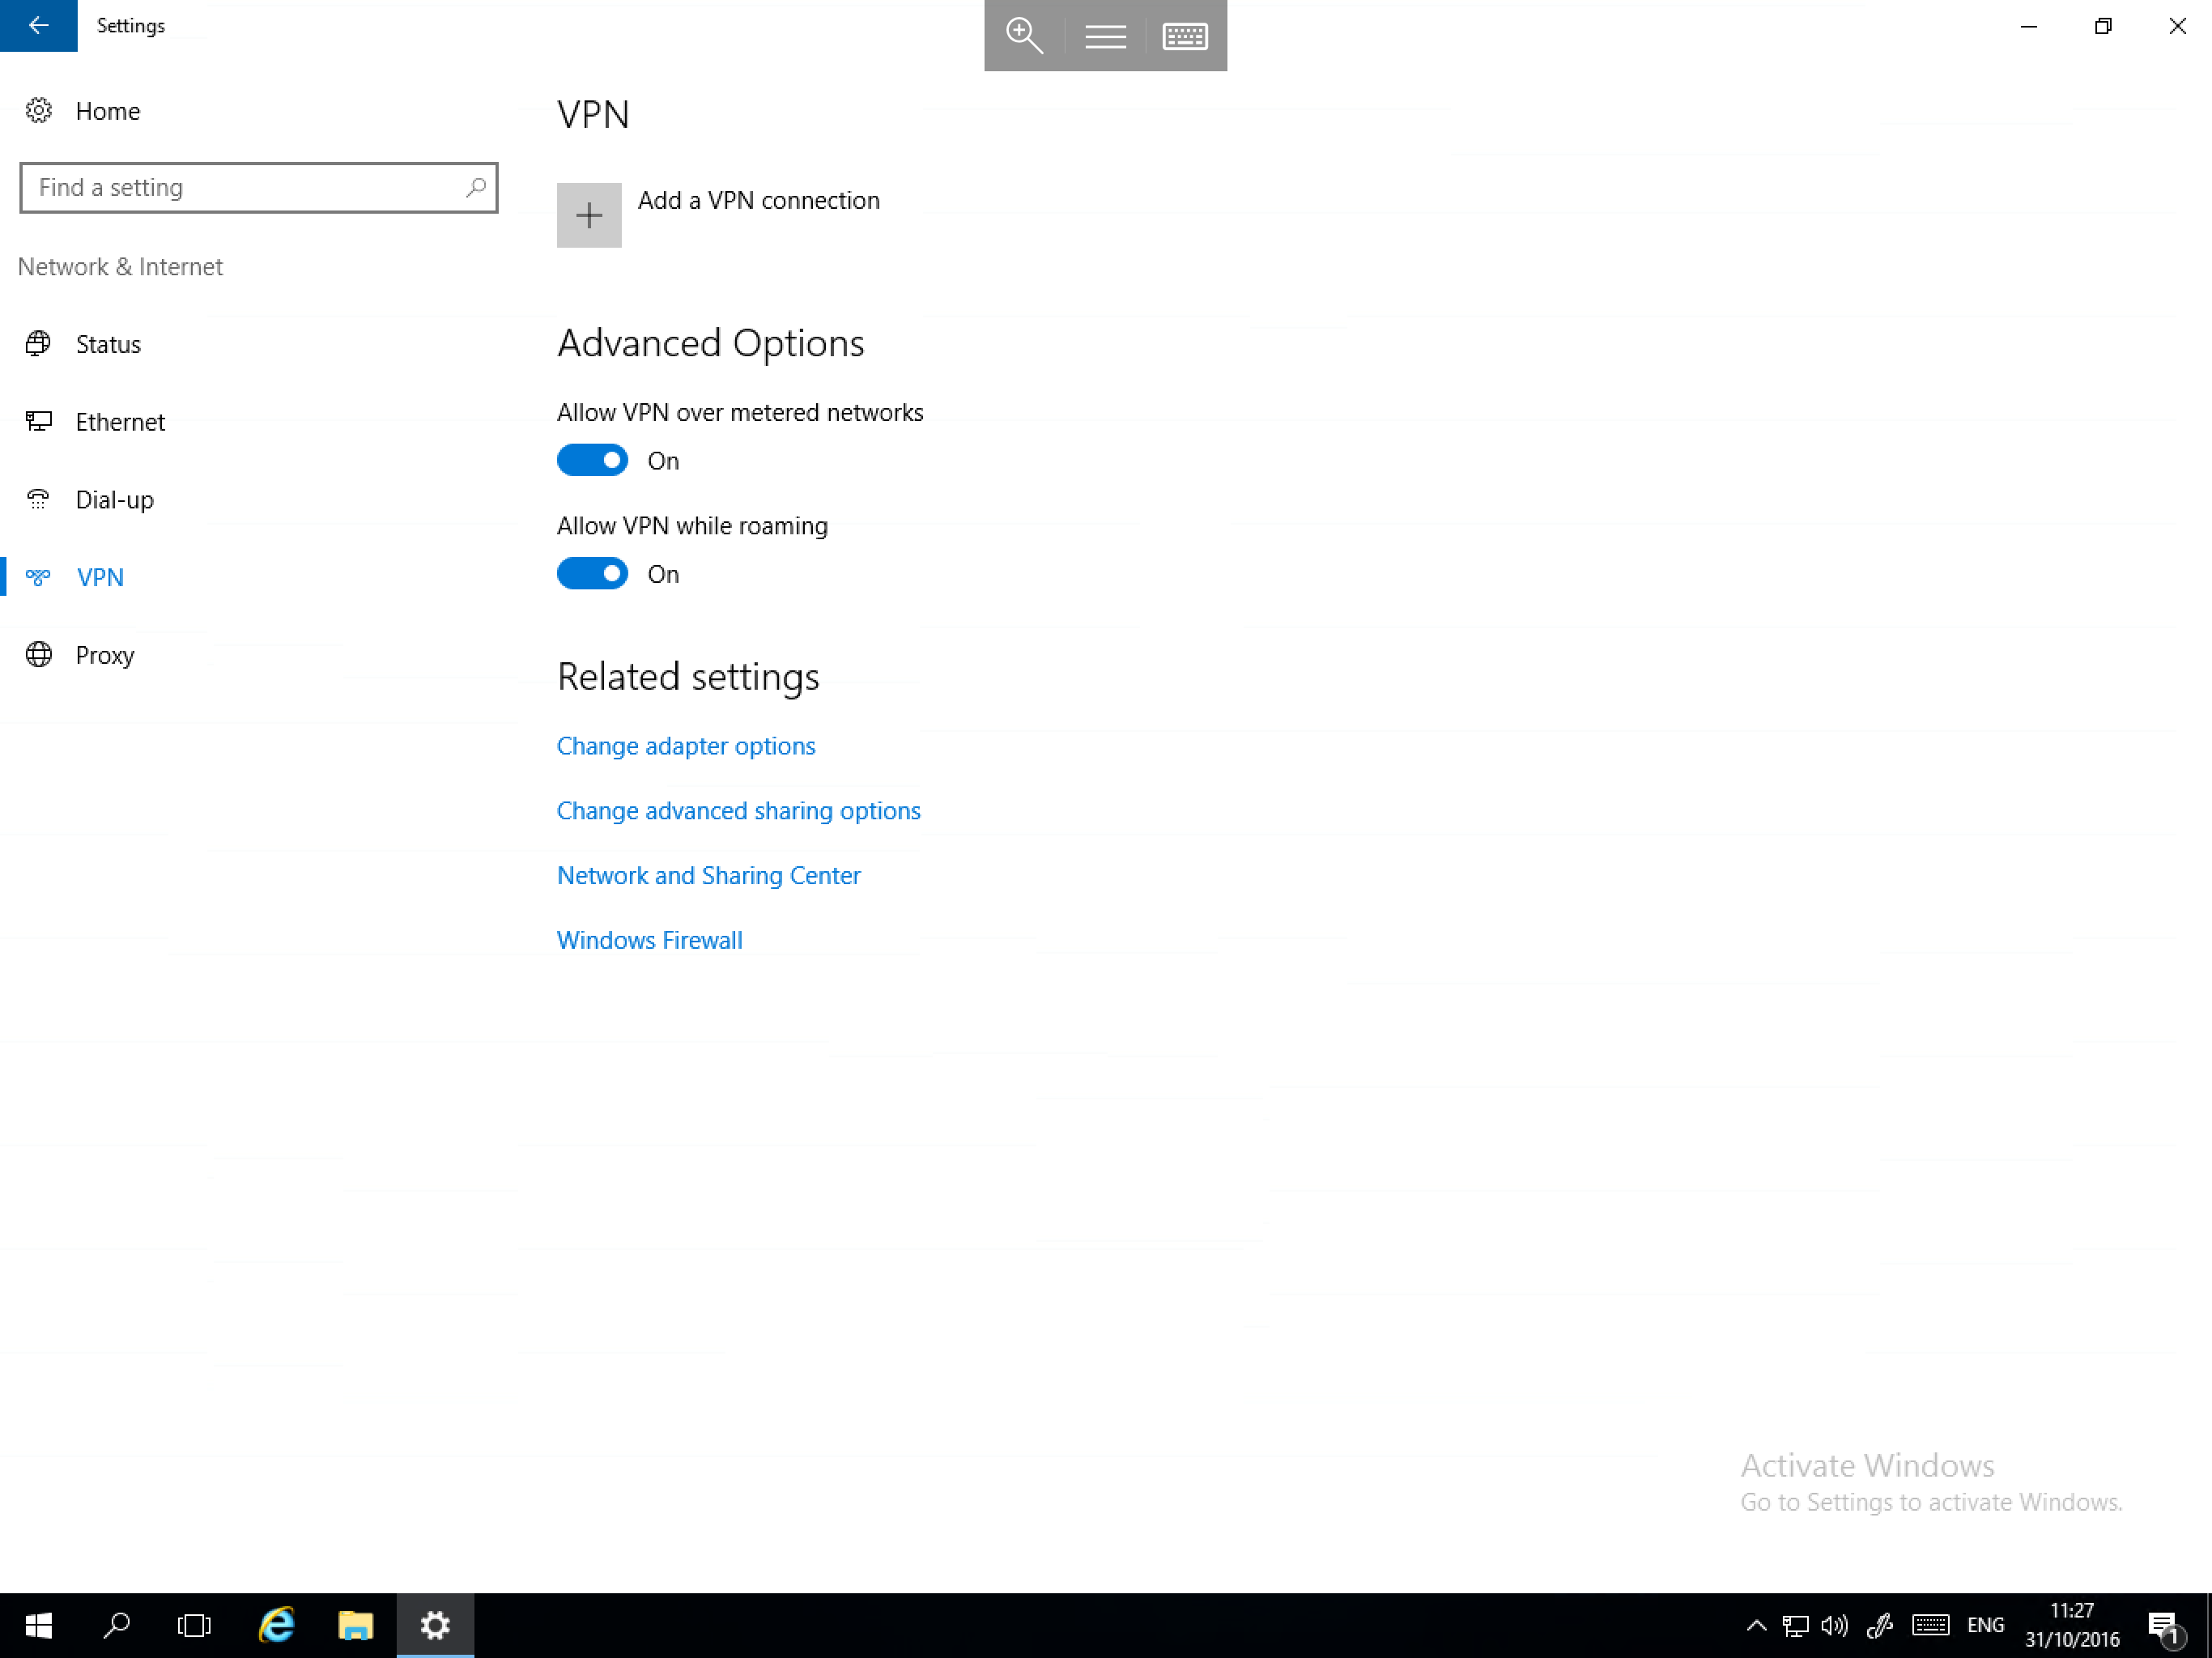 Settings
Home
Find a setting
Network & Internet
Status
Ethernet
Dial-up
VPN
Proxy
VPN
Add a VPN connection
Advanced Options
Allow VPN over metered networks
On
Allow VPN while roaming
On
Related settings
Change adapter options
Change advanced sharing options
Network and Sharing Center
Windows Firewall
Activate Windows
Go to Settings to activate Windows.
ENG
11:27
31/10/2016
1